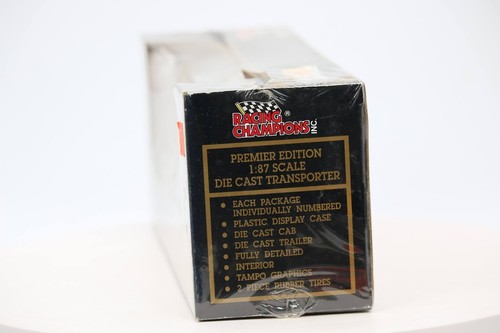 RACING ®
CHAMPIONS INC.
PREMIER EDITION
1:87 SCALE
DIE CAST TRANSPORTER
• EACH PACKAGE
INDIVIDUALLY NUMBERED
• PLASTIC DISPLAY CASE
• DIE CAST CAB
• DIE CAST TRAILER
• FULLY DETAILED
• INTERIOR
• TAMPO GRAPHICS
• 2-PIECE RUBBER TIRES